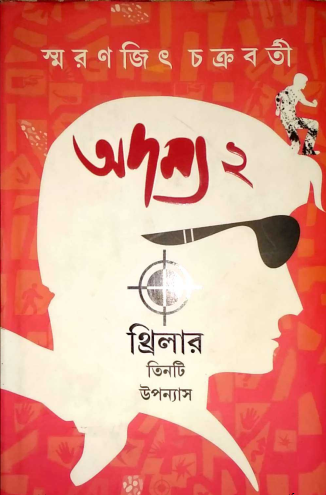 স্মরণজিৎ চক্রবর্তী
অদম্য ২
থ্রিলার
তিনটি
উপন্যাস